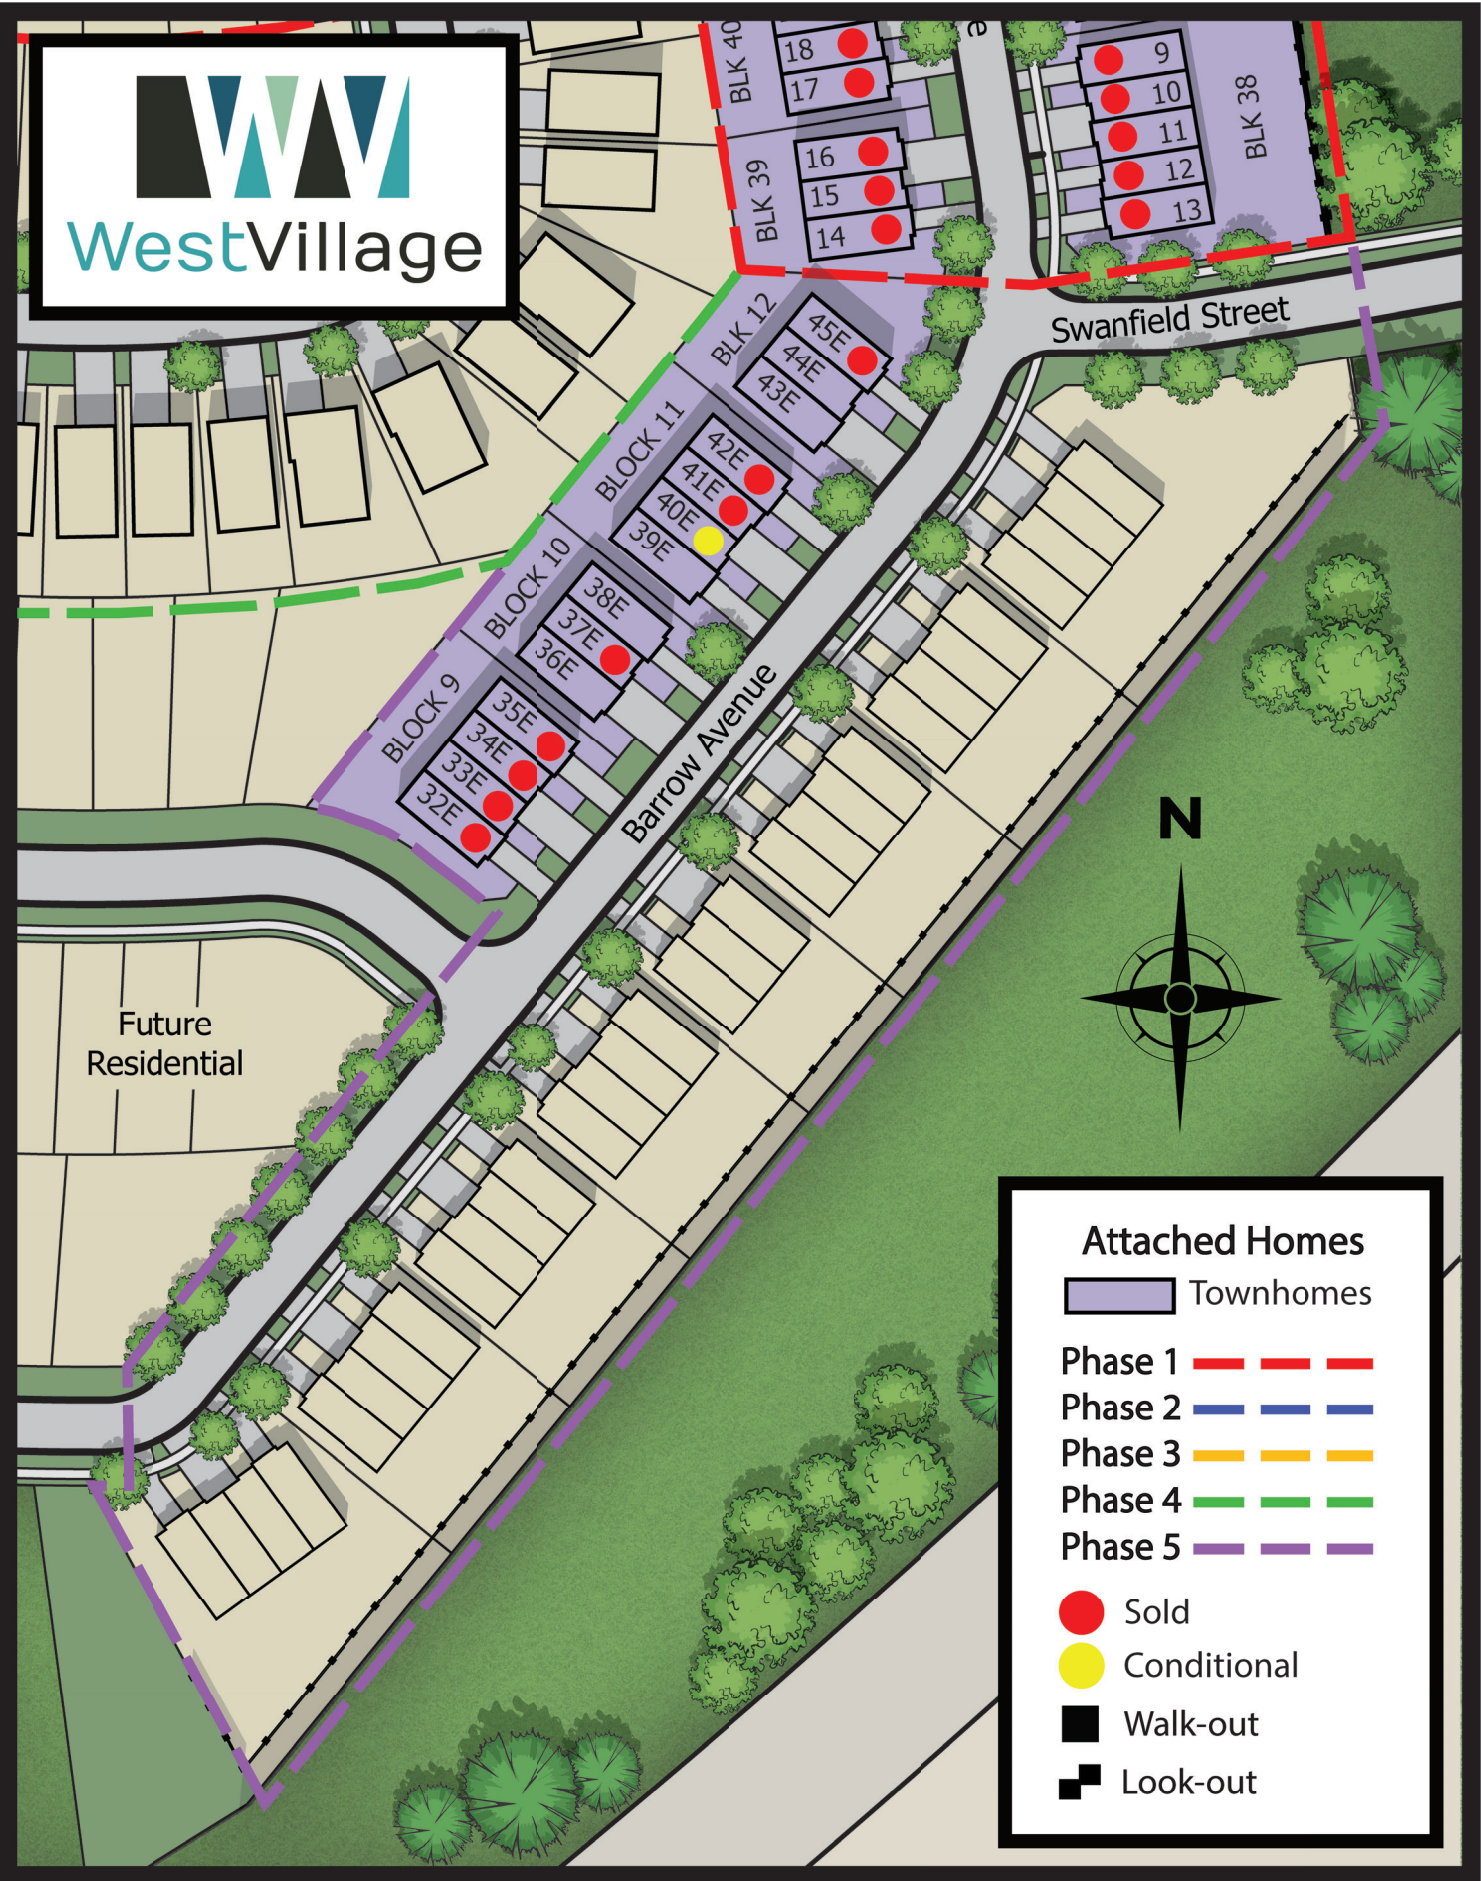 WestVillage
BLK 40
18
17
BLK 39
16
15
14
9
10
11
12
13
BLK 38
Swanfield Street
BLK 12
45E
44E
43E
BLOCK 11
42E
41E
40E
39E
BLOCK 10
38E
37E
36E
BLOCK 9
35E
34E
33E
32E
Barrow Avenue
N
Future
Residential
Attached Homes
Townhomes
Phase 1
Phase 2
Phase 3
Phase 4
Phase 5
Sold
Conditional
Walk-out
Look-out